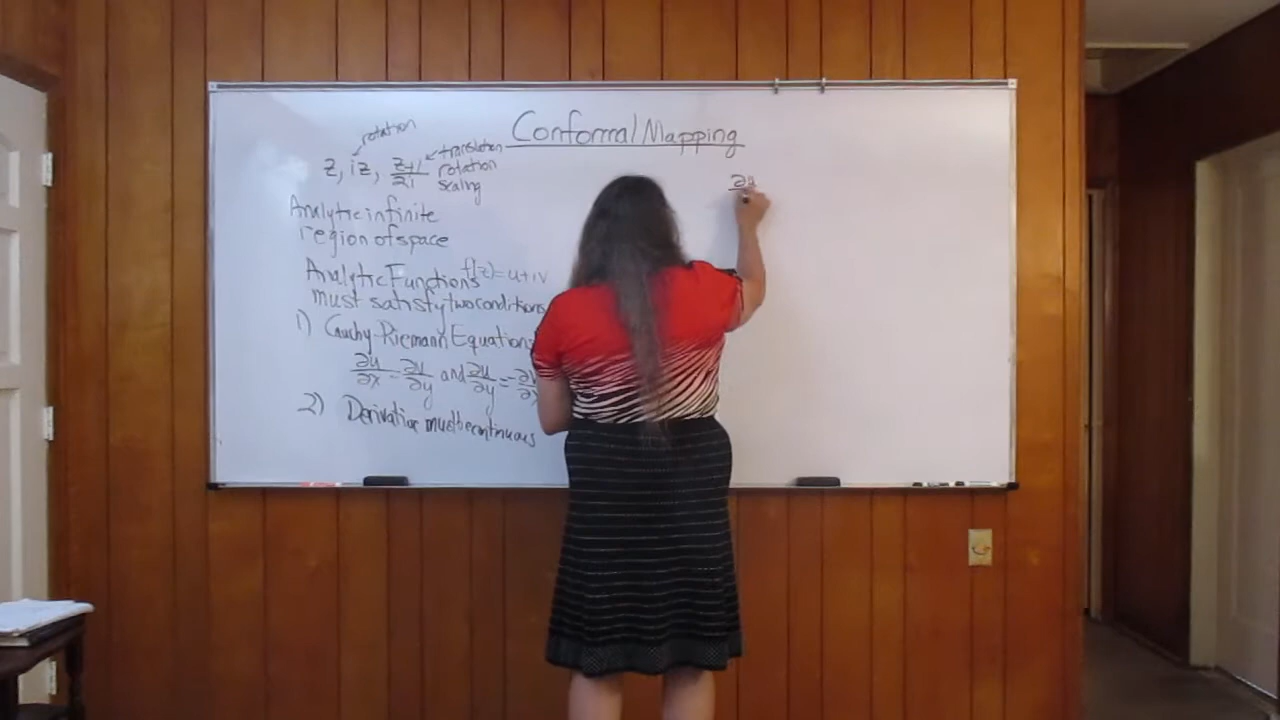 Conformal Mapping
rotation
z, iz, z+1/2i ← translation
rotation
scaling
Analytic infinite
region of space
Analytic Functions f(z)=u+iv
must satisfy two conditions
1) Cauchy-Riemann Equations
∂u/∂x = ∂v/∂y and ∂u/∂y = -∂v/∂x
2) Derivative must be continuous
∂u